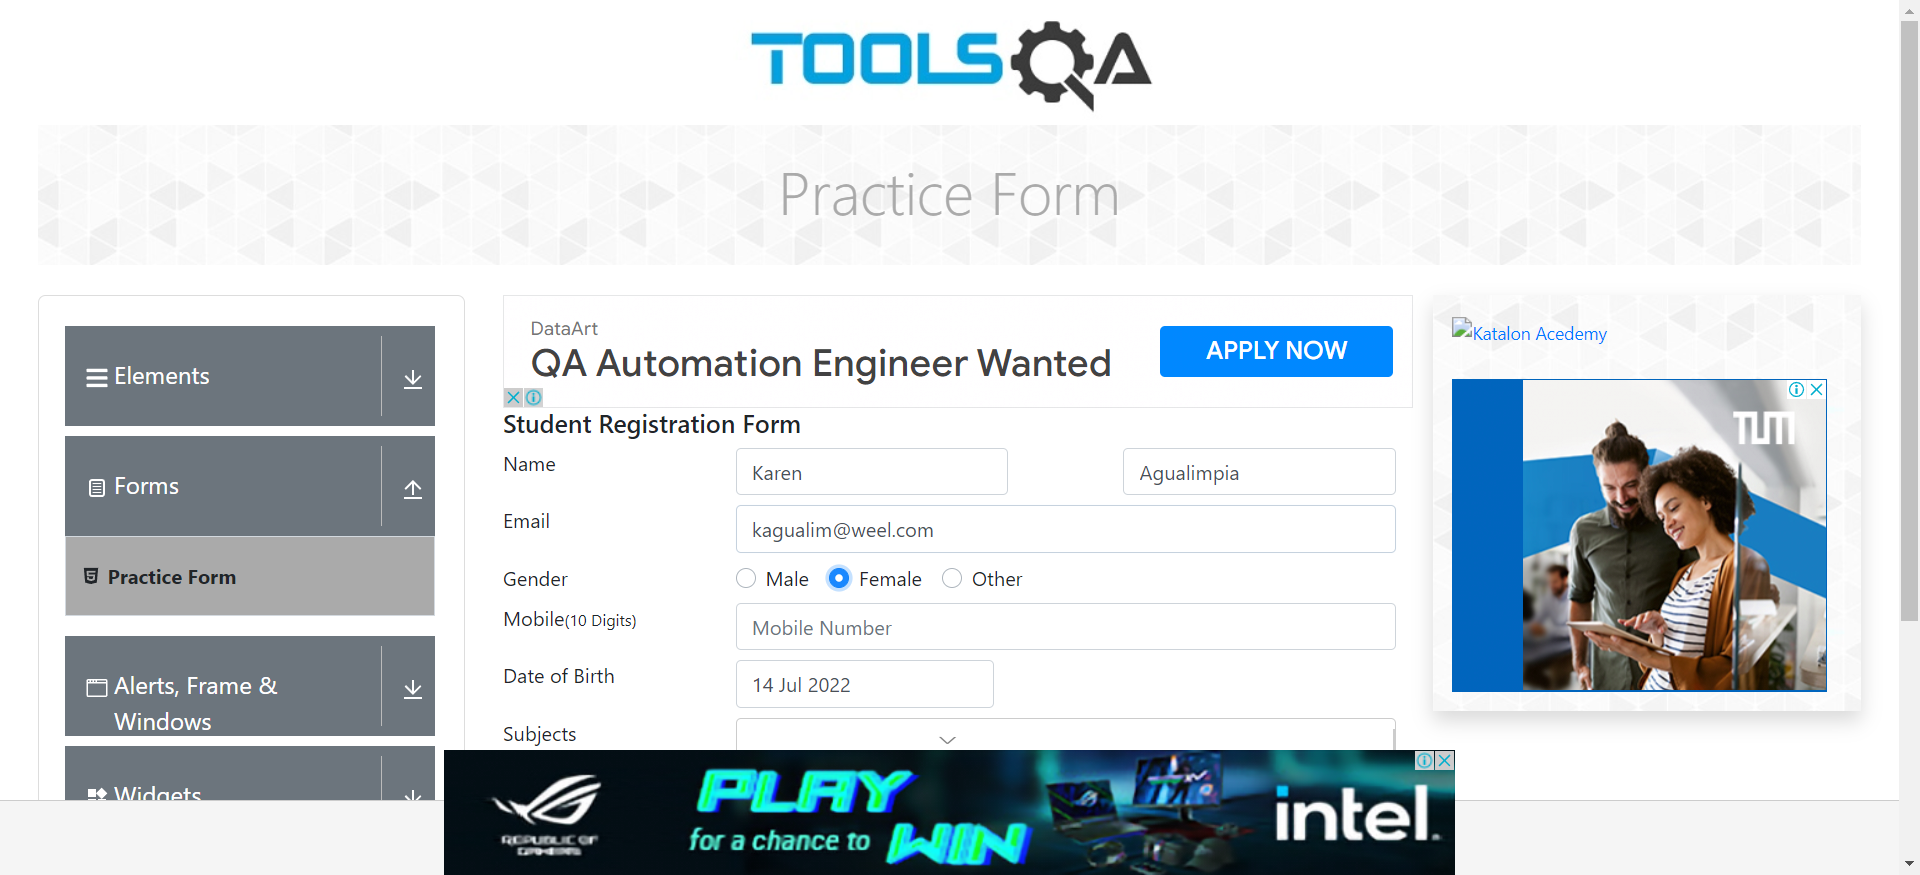 TOOLSQA
Practice Form
Elements
Forms
Practice Form
Alerts, Frame &
Windows
Widgets
DataArt
QA Automation Engineer Wanted
APPLY NOW
Student Registration Form
Name
Karen
Agualimpia
Email
kagualim@weel.com
Gender
Male
Female
Other
Mobile(10 Digits)
Mobile Number
Date of Birth
14 Jul 2022
Subjects
Katalon Acedemy
TUM
REPUBLIC OF
GAMERS
PLAY
for a chance to
WIN
intel.